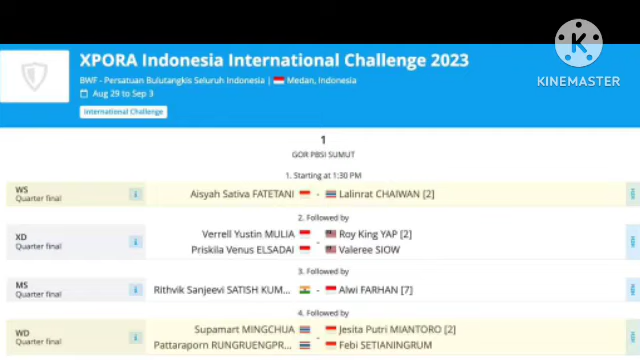 XPORA Indonesia International Challenge 2023
BWF - Persatuan Bulutangkis Seluruh Indonesia | Medan, Indonesia
Aug 29 to Sep 3
International Challenge
KINEMASTER
1
GOR PBSI SUMUT
1. Starting at 1:30 PM
WS
Quarter final
Aisyah Sativa FATETANI - Lalinrat CHAIWAN [2]
H2H
2. Followed by
XD
Quarter final
Verrell Yustin MULIA - Roy King YAP [2]
Priskila Venus ELSADAI Valeree SIOW
H2H
3. Followed by
MS
Quarter final
Rithvik Sanjeevi SATISH KUM... - Alwi FARHAN [7]
H2H
4. Followed by
WD
Quarter final
Supamart MINGCHUA - Jesita Putri MIANTORO [2]
Pattaraporn RUNGRUENGPR... Febi SETIANINGRUM
H2H